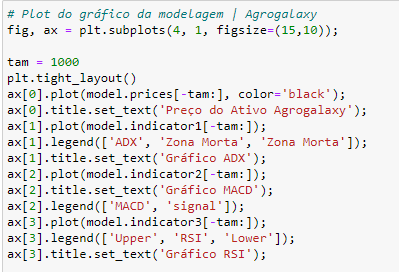 # Plot do gráfico da modelagem | Agrogalaxy
fig, ax = plt.subplots(4, 1, figsize=(15,10));
tam = 1000
plt.tight_layout()
ax[0].plot(model.prices[-tam:], color='black');
ax[0].title.set_text('Preço do Ativo Agrogalaxy');
ax[1].plot(model.indicator1[-tam:]);
ax[1].legend(['ADX', 'Zona Morta', 'Zona Morta']);
ax[1].title.set_text('Gráfico ADX');
ax[2].plot(model.indicator2[-tam:]);
ax[2].title.set_text('Gráfico MACD');
ax[2].legend(['MACD', 'signal']);
ax[3].plot(model.indicator3[-tam:]);
ax[3].legend(['Upper', 'RSI', 'Lower']);
ax[3].title.set_text('Gráfico RSI');